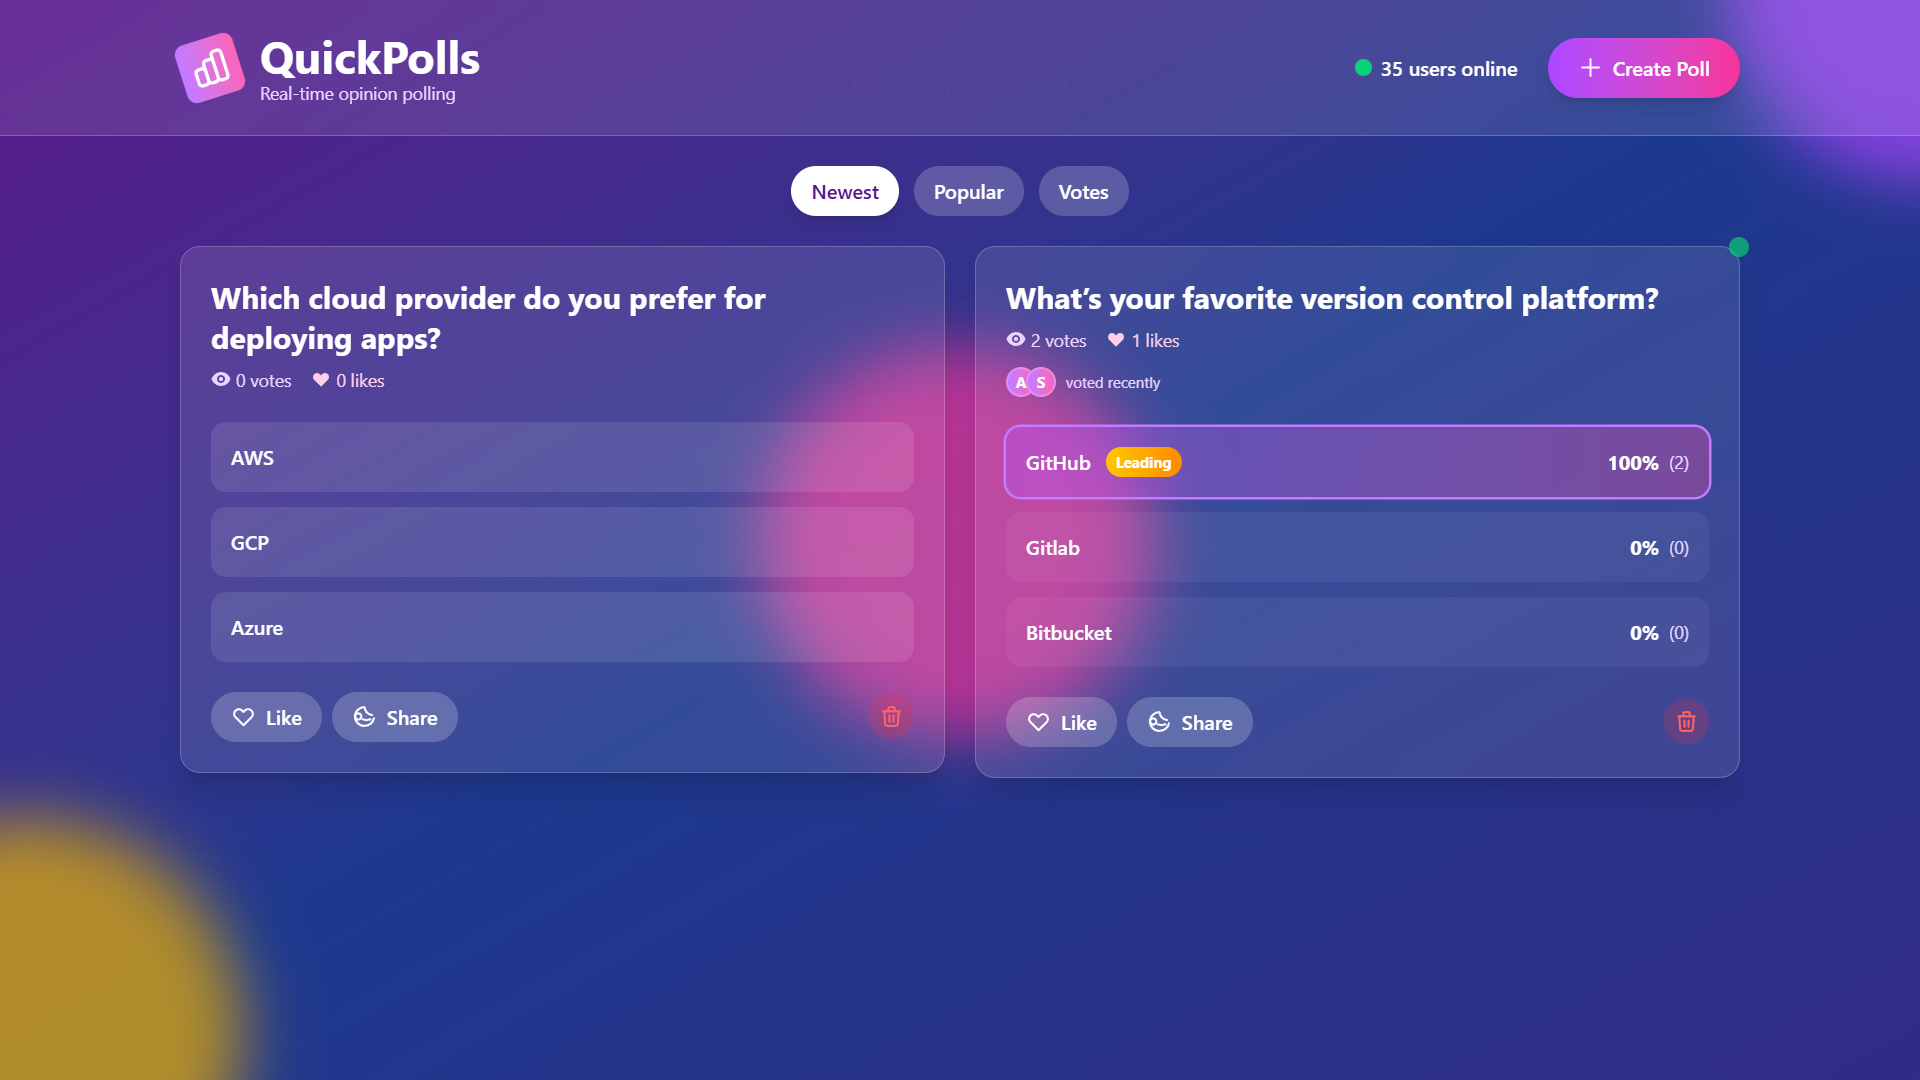 QuickPolls
Real-time opinion polling
35 users online
Create Poll
Newest
Popular
Votes
Which cloud provider do you prefer for
deploying apps?
0 votes
0 likes
AWS
GCP
Azure
Like
Share
What’s your favorite version control platform?
2 votes
1 likes
A
S
voted recently
GitHub
Leading
100%
(2)
Gitlab
0%
(0)
Bitbucket
0%
(0)
Like
Share